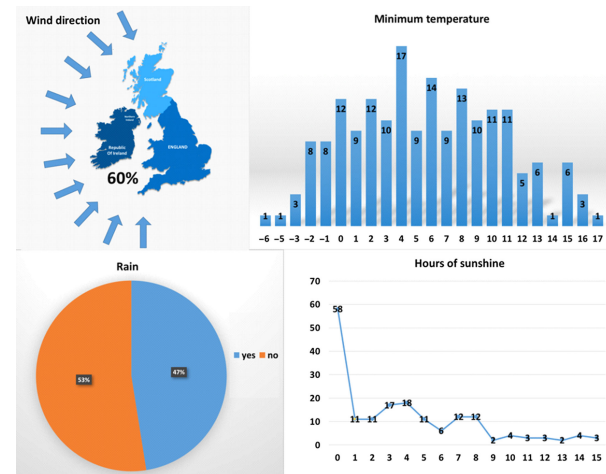 Wind direction
Scotland
Northern
Ireland
Republic
Of Ireland
ENGLAND
60%
Minimum temperature
1 1 3 8 8 12 9 12 10 17 9 14 9 13 10 11 11 5 6 1 6 3 1
–6 –5 –3 –2 –1 0 1 2 3 4 5 6 7 8 9 10 11 12 13 14 15 16 17
Rain
53%
47%
yes no
Hours of sunshine
70
60
50
40
30
20
10
0
58 11 11 17 18 11 6 12 12 2 4 3 3 2 4 3
0 1 2 3 4 5 6 7 8 9 10 11 12 13 14 15